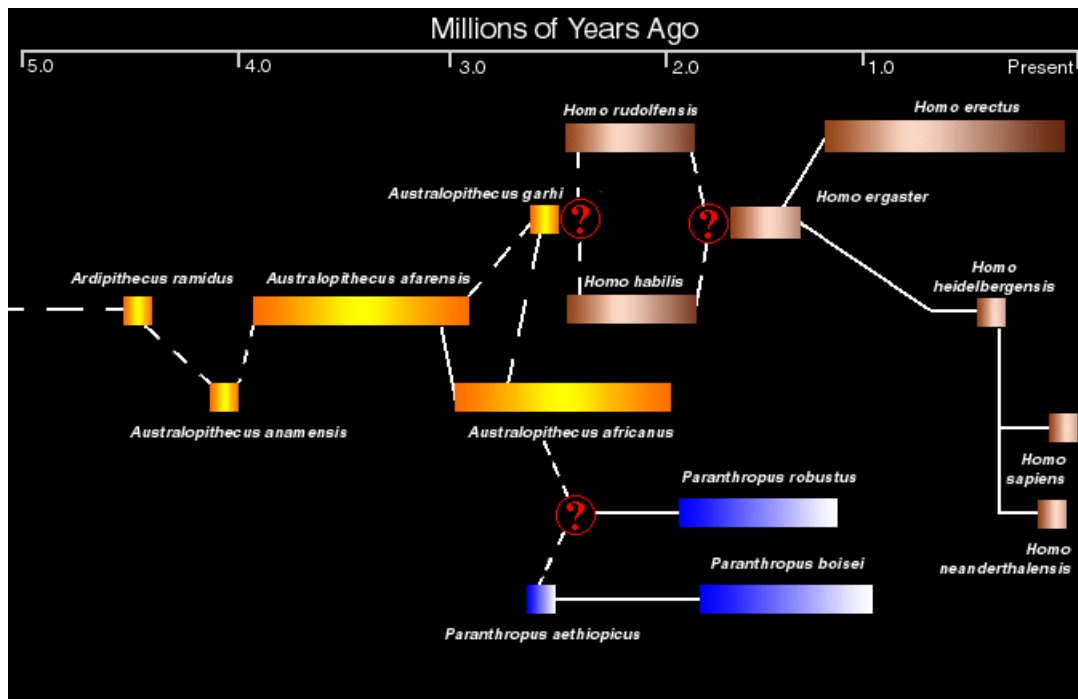 Millions of Years Ago
5.0 4.0 3.0 2.0 1.0 Present
Homo rudolfensis
Homo erectus
Australopithecus garhi
Homo ergaster
?
?
Ardipithecus ramidus
Australopithecus afarensis
Homo habilis
Homo
heidelbergensis
Australopithecus anamensis
Australopithecus africanus
Homo
sapiens
Paranthropus robustus
?
Homo
neanderthalensis
Paranthropus boisei
Paranthropus aethiopicus